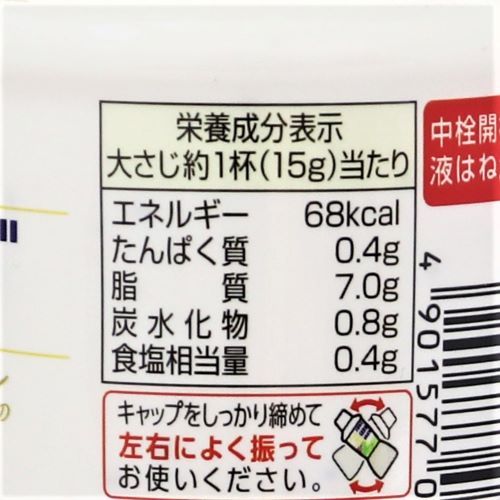 栄養成分表示
大さじ約1杯(15g)当たり
エネルギー 68kcal
たんぱく質 0.4g
脂質 7.0g
炭水化物 0.8g
食塩相当量 0.4g
キャップをしっかり締めて
左右によく振って
お使いください。
中栓開
液はね
4 901577 0